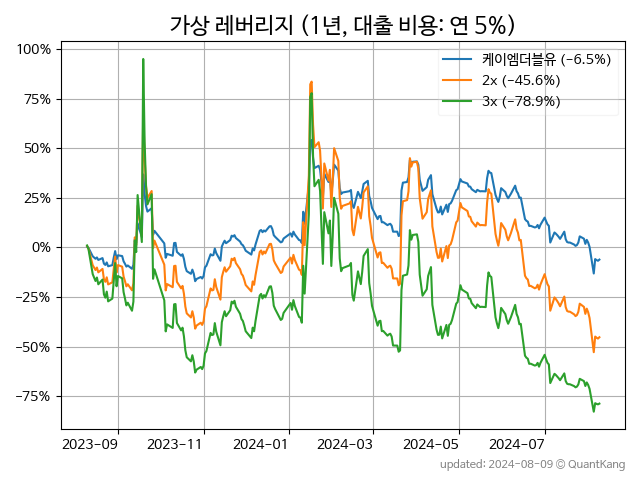 가상 레버리지 (1년, 대출 비용: 연 5%)
케이엠더블유 (−6.5%)
2x (−45.6%)
3x (−78.9%)
100%
75%
50%
25%
0%
−25%
−50%
−75%
2023-09
2023-11
2024-01
2024-03
2024-05
2024-07
updated: 2024-08-09 © QuantKang